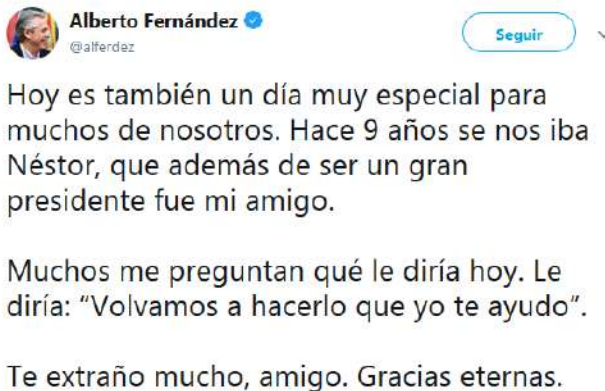 Alberto Fernández
@alferdez
Seguir
Hoy es también un día muy especial para
muchos de nosotros. Hace 9 años se nos iba
Néstor, que además de ser un gran
presidente fue mi amigo.
Muchos me preguntan qué le diría hoy. Le
diría: “Volvamos a hacerlo que yo te ayudo”.
Te extraño mucho, amigo. Gracias eternas.